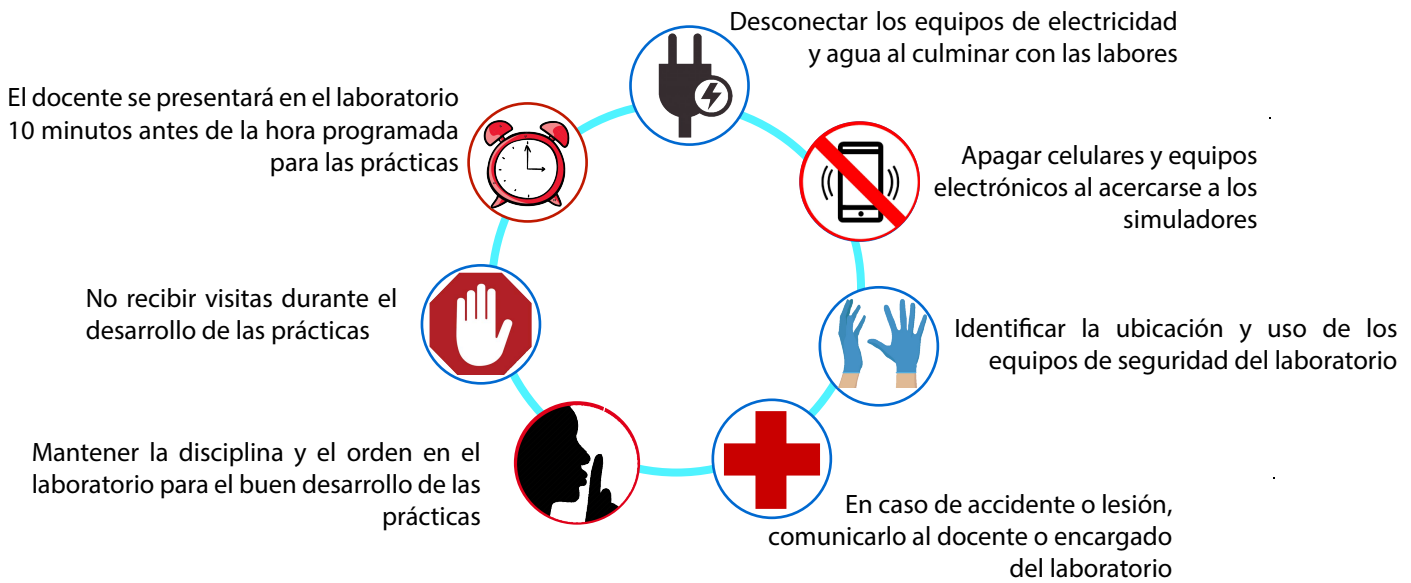 Desconectar los equipos de electricidad
y agua al culminar con las labores
El docente se presentará en el laboratorio
10 minutos antes de la hora programada
para las prácticas
Apagar celulares y equipos
electrónicos al acercarse a los
simuladores
No recibir visitas durante el
desarrollo de las prácticas
Identificar la ubicación y uso de los
equipos de seguridad del laboratorio
Mantener la disciplina y el orden en el
laboratorio para el buen desarrollo de las
prácticas
En caso de accidente o lesión,
comunicarlo al docente o encargado
del laboratorio